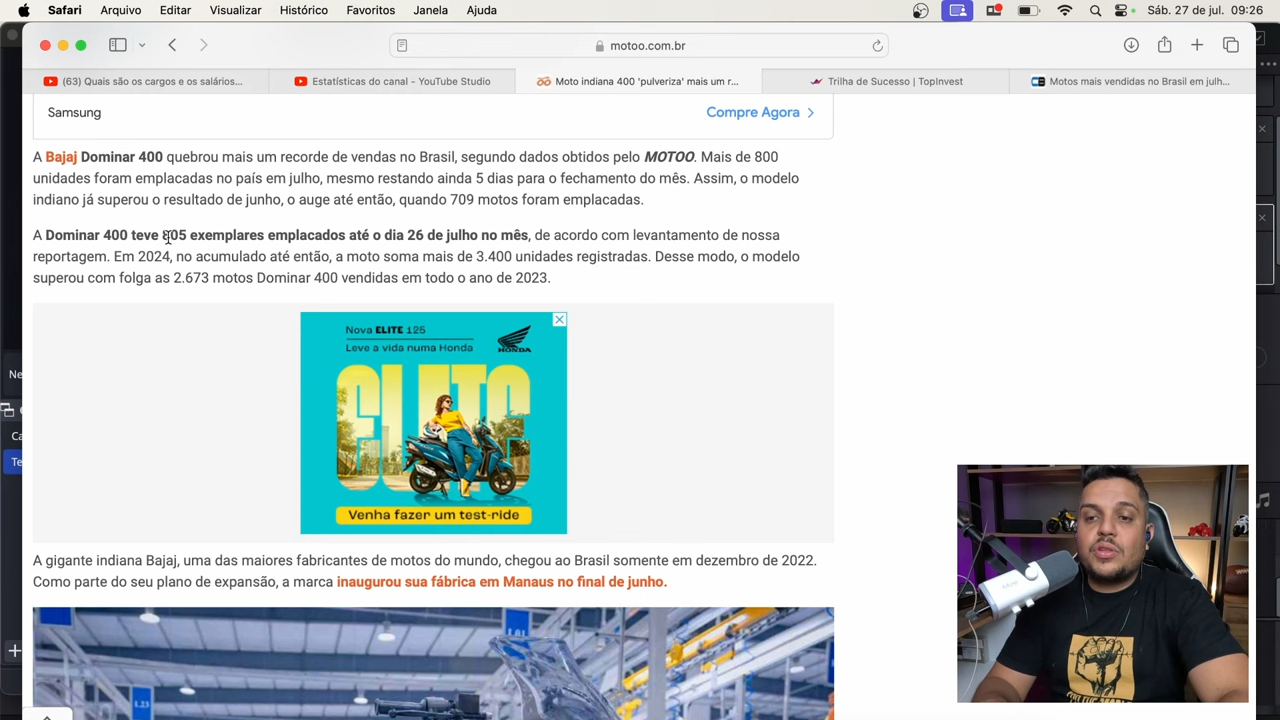 Safari Arquivo Editar Visualizar Histórico Favoritos Janela Ajuda Sáb. 27 de jul. 09:26
motoo.com.br
(63) Quais são os cargos e os salários... Estatísticas do canal - YouTube Studio Moto indiana 400 'pulveriza' mais um r... Trilha de Sucesso | TopInvest Motos mais vendidas no Brasil em julh...
Samsung Compre Agora
A Bajaj Dominar 400 quebrou mais um recorde de vendas no Brasil, segundo dados obtidos pelo MOTOO. Mais de 800
unidades foram emplacadas no país em julho, mesmo restando ainda 5 dias para o fechamento do mês. Assim, o modelo
indiano já superou o resultado de junho, o auge até então, quando 709 motos foram emplacadas.
A Dominar 400 teve 805 exemplares emplacados até o dia 26 de julho no mês, de acordo com levantamento de nossa
reportagem. Em 2024, no acumulado até então, a moto soma mais de 3.400 unidades registradas. Desse modo, o modelo
superou com folga as 2.673 motos Dominar 400 vendidas em todo o ano de 2023.
Nova ELITE 125
Leve a vida numa Honda
HONDA
ELITE
Venha fazer um test-ride
A gigante indiana Bajaj, uma das maiores fabricantes de motos do mundo, chegou ao Brasil somente em dezembro de 2022.
Como parte do seu plano de expansão, a marca inaugurou sua fábrica em Manaus no final de junho.
Ne
Ca
Te
1.01
1.21